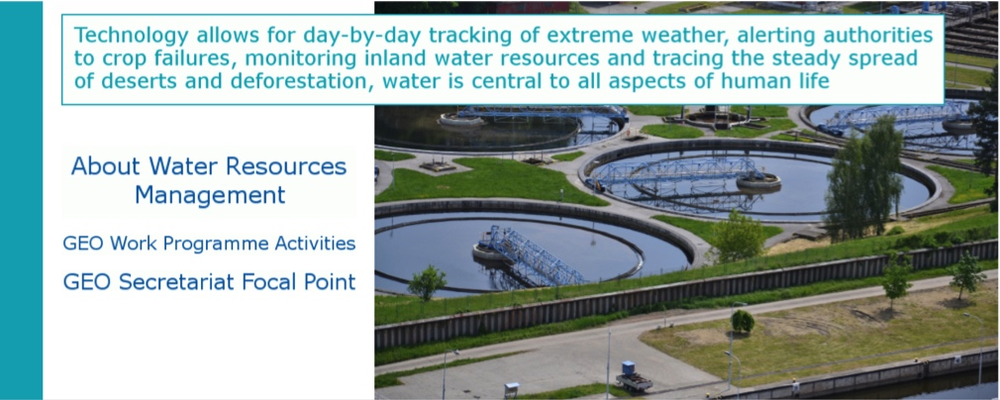 Technology allows for day-by-day tracking of extreme weather, alerting authorities
to crop failures, monitoring inland water resources and tracing the steady spread
of deserts and deforestation, water is central to all aspects of human life
About Water Resources
Management
GEO Work Programme Activities
GEO Secretariat Focal Point